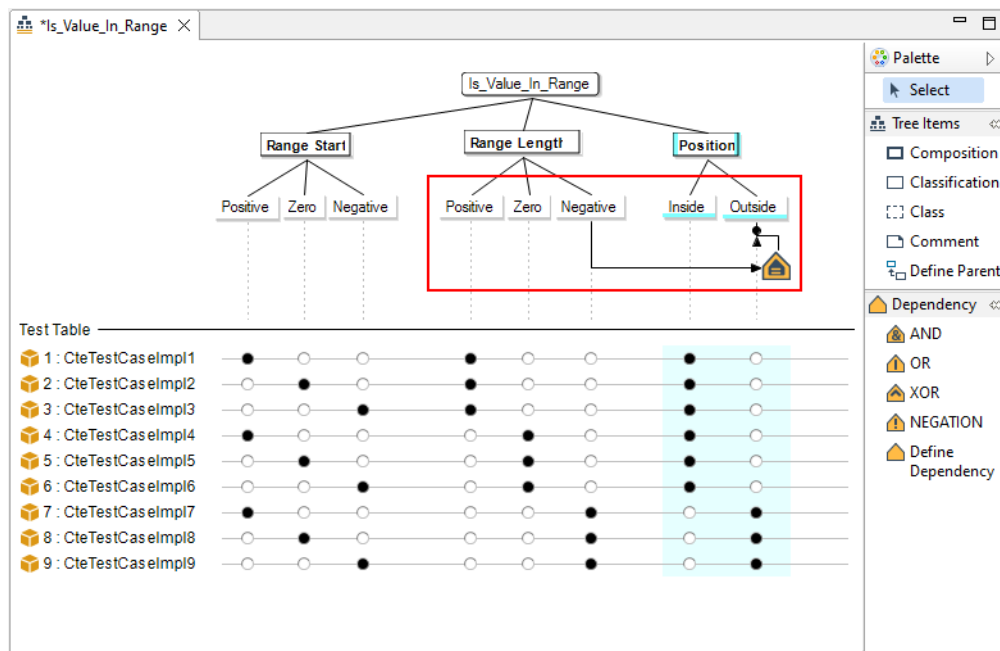 *Is_Value_In_Range
Palette
Select
Tree Items
Composition
Classification
Class
Comment
Define Parent
Dependency
AND
OR
XOR
NEGATION
Define
Dependency
Is_Value_In_Range
Range Start Range Length Position
Positive Zero Negative Positive Zero Negative Inside Outside
Test Table
1 : CteTestCaseImpl1
2 : CteTestCaseImpl2
3 : CteTestCaseImpl3
4 : CteTestCaseImpl4
5 : CteTestCaseImpl5
6 : CteTestCaseImpl6
7 : CteTestCaseImpl7
8 : CteTestCaseImpl8
9 : CteTestCaseImpl9